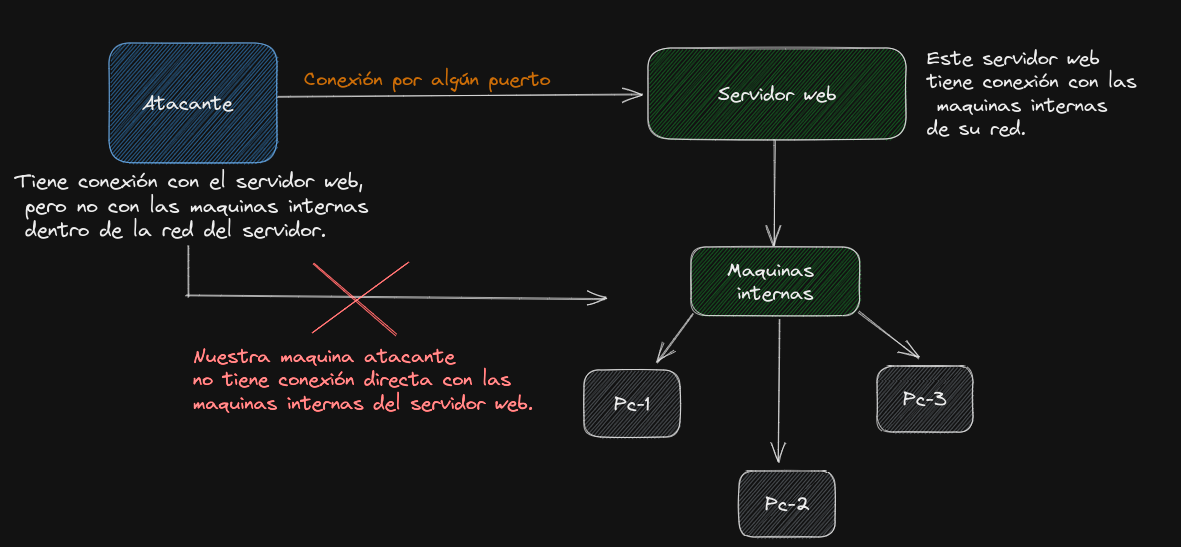 Atacante
Conexión por algún puerto
Servidor web
Este servidor web
tiene conexión con las
maquinas internas
de su red.
Tiene conexión con el servidor web,
pero no con las maquinas internas
dentro de la red del servidor.
Maquinas
internas
Nuestra maquina atacante
no tiene conexión directa con las
maquinas internas del servidor web.
Pc-1
Pc-3
Pc-2